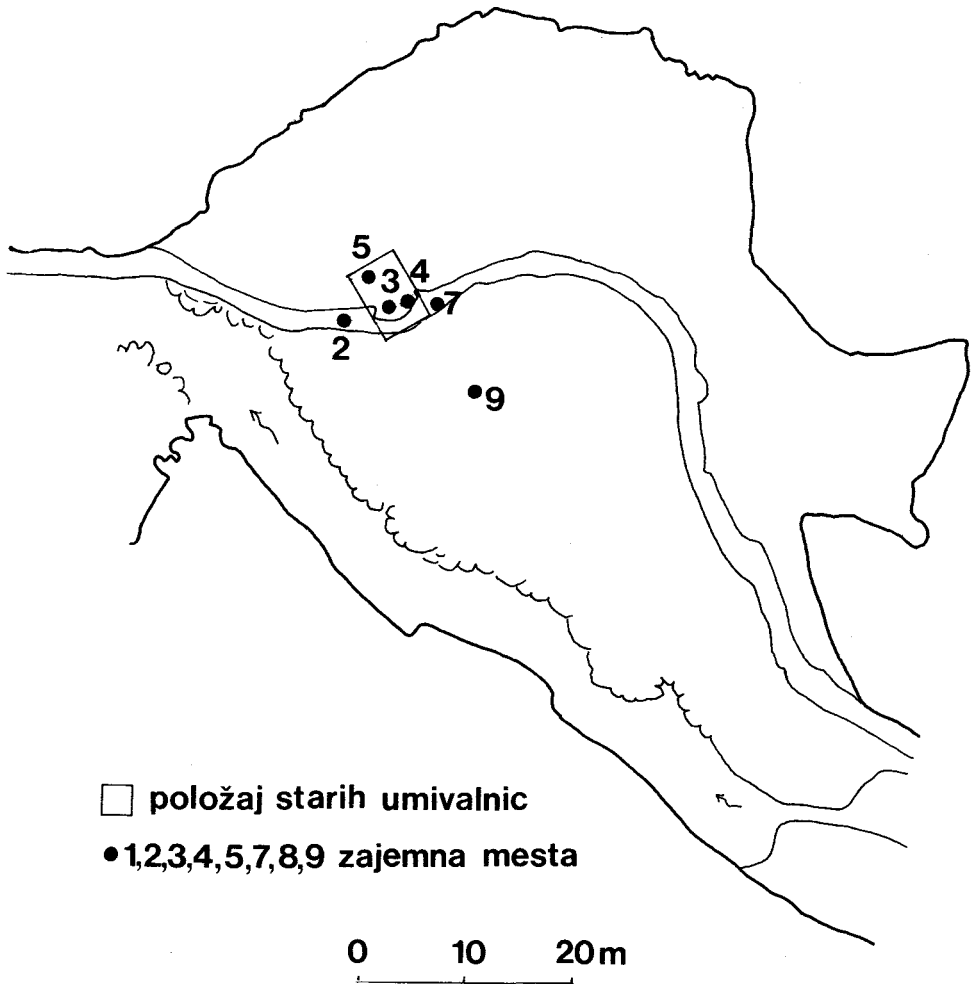 5
4
3
7
2
9
položaj starih umivalnic
1,2,3,4,5,7,8,9 zajemna mesta
0 10 20m